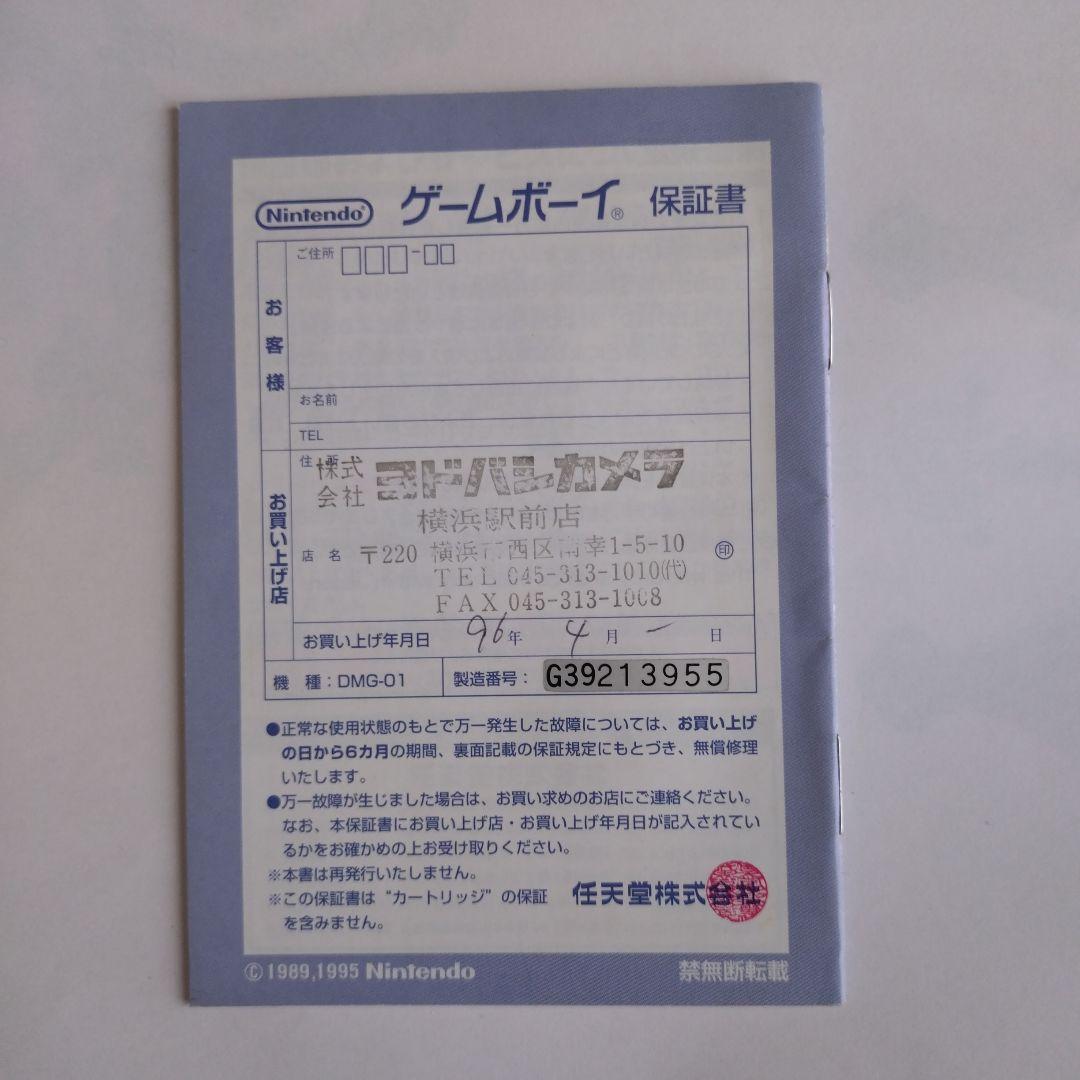 Nintendo® ゲームボーイ® 保証書
お客様
ご住所 □□□-□□
お名前
TEL
お買い上げ店
住所
株式会社 ヨドバシカメラ
横浜駅前店
店名 〒220 横浜市西区南幸1-5-10 ㊞
TEL 045-313-1010㈹
FAX 045-313-1008
お買い上げ年月日 96年 4月 一 日
機種：DMG-01 製造番号：G39213955
●正常な使用状態のもとで万一発生した故障については、お買い上げ
の日から6カ月の期間、裏面記載の保証規定にもとづき、無償修理
いたします。
●万一故障が生じました場合は、お買い求めのお店にご連絡ください。
なお、本保証書にお買い上げ店・お買い上げ年月日が記入されてい
るかをお確かめの上お受け取りください。
※本書は再発行いたしません。
※この保証書は“カートリッジ”の保証
を含みません。
任天堂株式会社
©1989,1995 Nintendo 禁無断転載